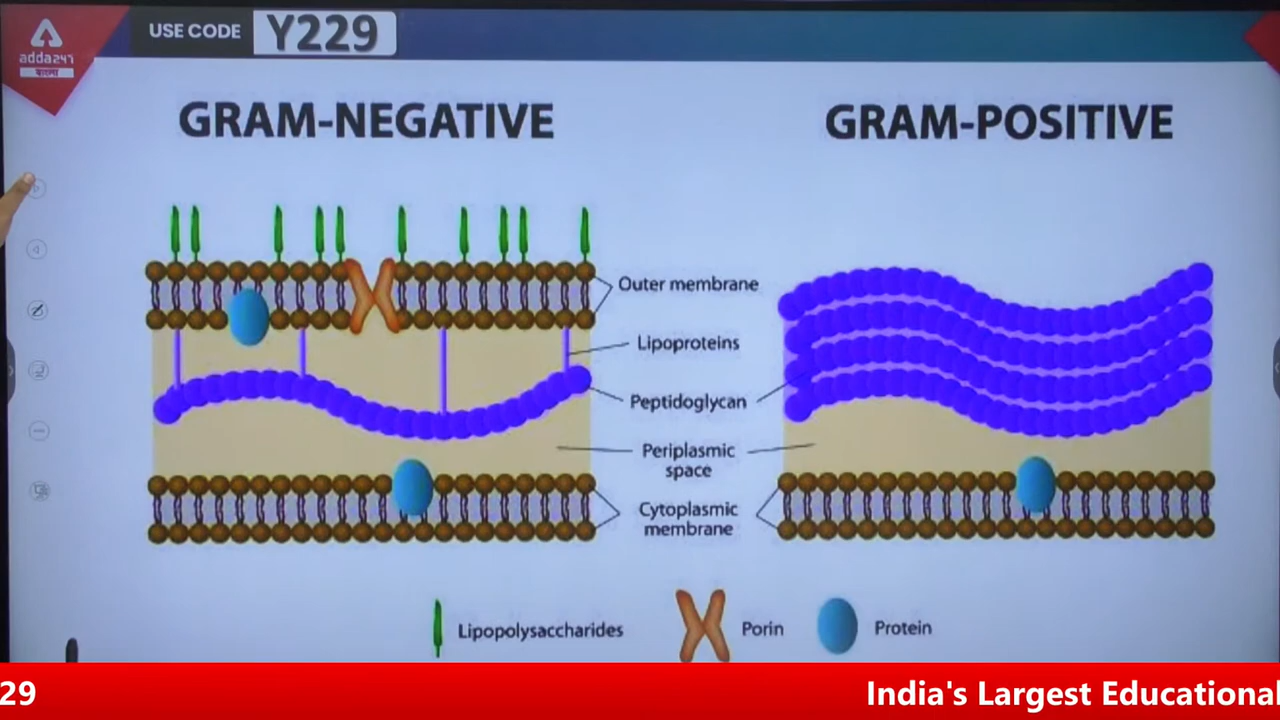 adda247
বাংলা
USE CODE
Y229
GRAM-NEGATIVE
GRAM-POSITIVE
Outer membrane
Lipoproteins
Peptidoglycan
Periplasmic
space
Cytoplasmic
membrane
Lipopolysaccharides
Porin
Protein
29
India's Largest Educational